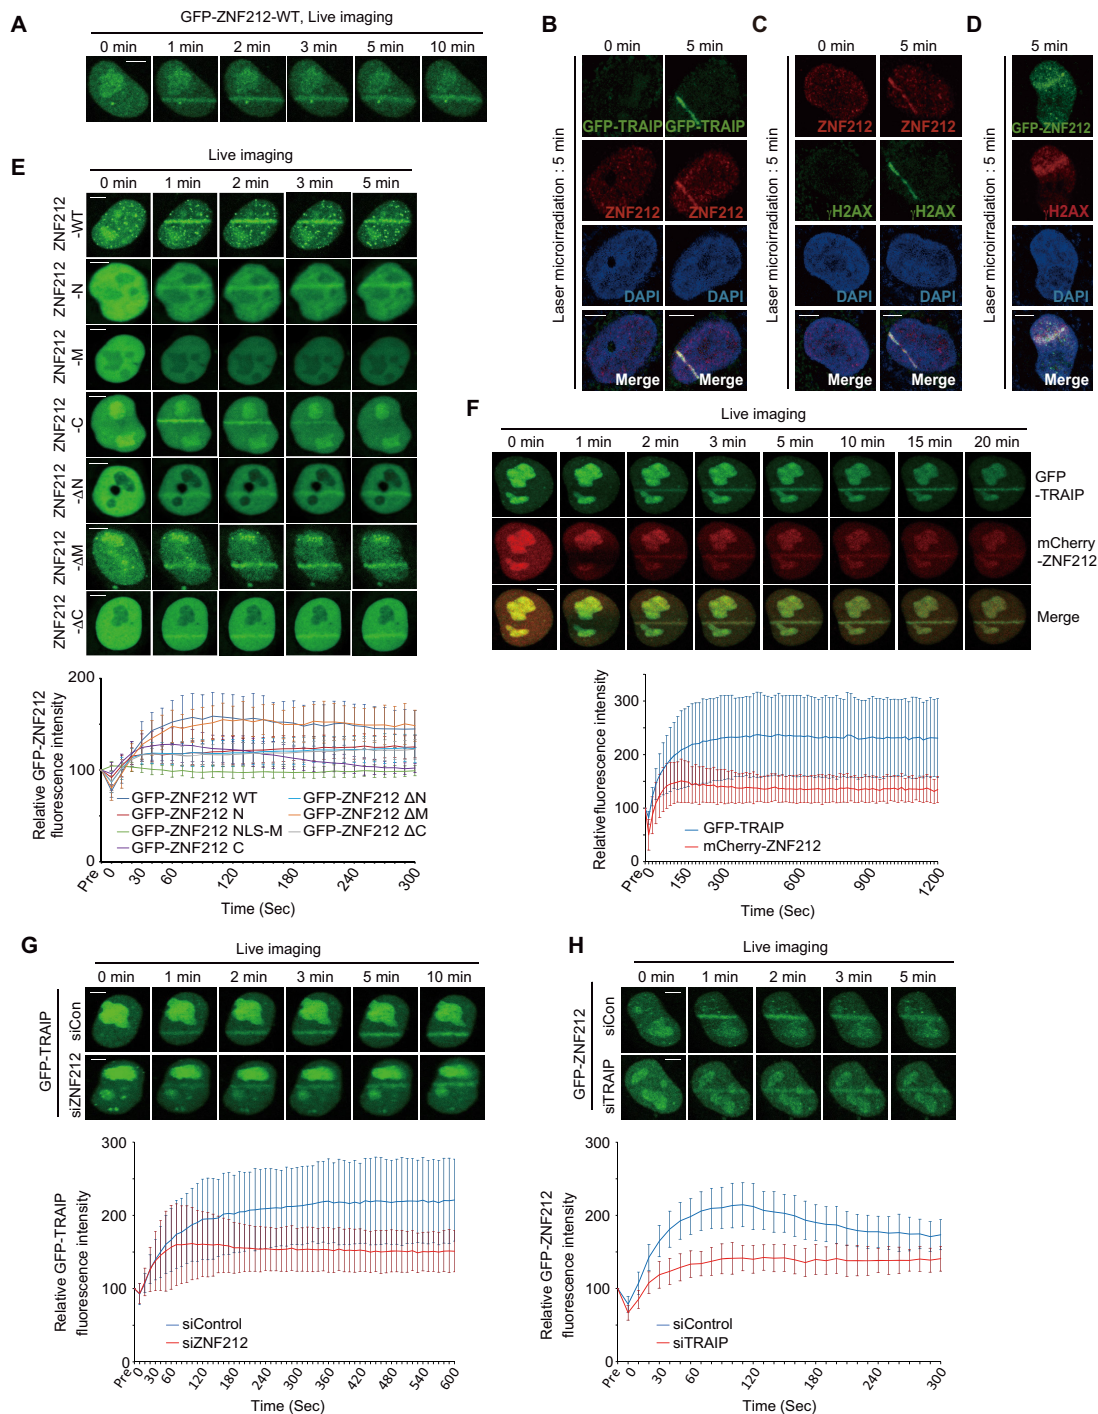 A
GFP-ZNF212-WT, Live imaging
0 min 1 min 2 min 3 min 5 min 10 min
B
0 min 5 min
Laser microirradiation : 5 min
GFP-TRAIP GFP-TRAIP
ZNF212 ZNF212
DAPI DAPI
Merge Merge
C
0 min 5 min
Laser microirradiation : 5 min
ZNF212 ZNF212
γH2AX γH2AX
DAPI DAPI
Merge Merge
D
5 min
Laser microirradiation : 5 min
GFP-ZNF212
γH2AX
DAPI
Merge
E
Live imaging
0 min 1 min 2 min 3 min 5 min
ZNF212
-WT
ZNF212
-N
ZNF212
-M
ZNF212
-C
ZNF212
-ΔN
ZNF212
-ΔM
ZNF212
-ΔC
Relative GFP-ZNF212
fluorescence intensity
200
100
0
GFP-ZNF212 WT
GFP-ZNF212 N
GFP-ZNF212 NLS-M
GFP-ZNF212 C
GFP-ZNF212 ΔN
GFP-ZNF212 ΔM
GFP-ZNF212 ΔC
Pre 0 30 60 120 180 240 300
Time (Sec)
F
Live imaging
0 min 1 min 2 min 3 min 5 min 10 min 15 min 20 min
GFP
-TRAIP
mCherry
-ZNF212
Merge
Relative fluorescence intensity
300
200
100
0
GFP-TRAIP
mCherry-ZNF212
Pre 0 150 300 600 900 1200
Time (Sec)
G
Live imaging
0 min 1 min 2 min 3 min 5 min 10 min
GFP-TRAIP
siCon
siZNF212
Relative GFP-TRAIP
fluorescence intensity
300
200
100
0
siControl
siZNF212
Pre 0 30 60 120 180 240 300 360 420 480 540 600
Time (Sec)
H
Live imaging
0 min 1 min 2 min 3 min 5 min
GFP-ZNF212
siCon
siTRAIP
Relative GFP-ZNF212
fluorescence intensity
300
200
100
0
siControl
siTRAIP
Pre 0 30 60 120 180 240 300
Time (Sec)